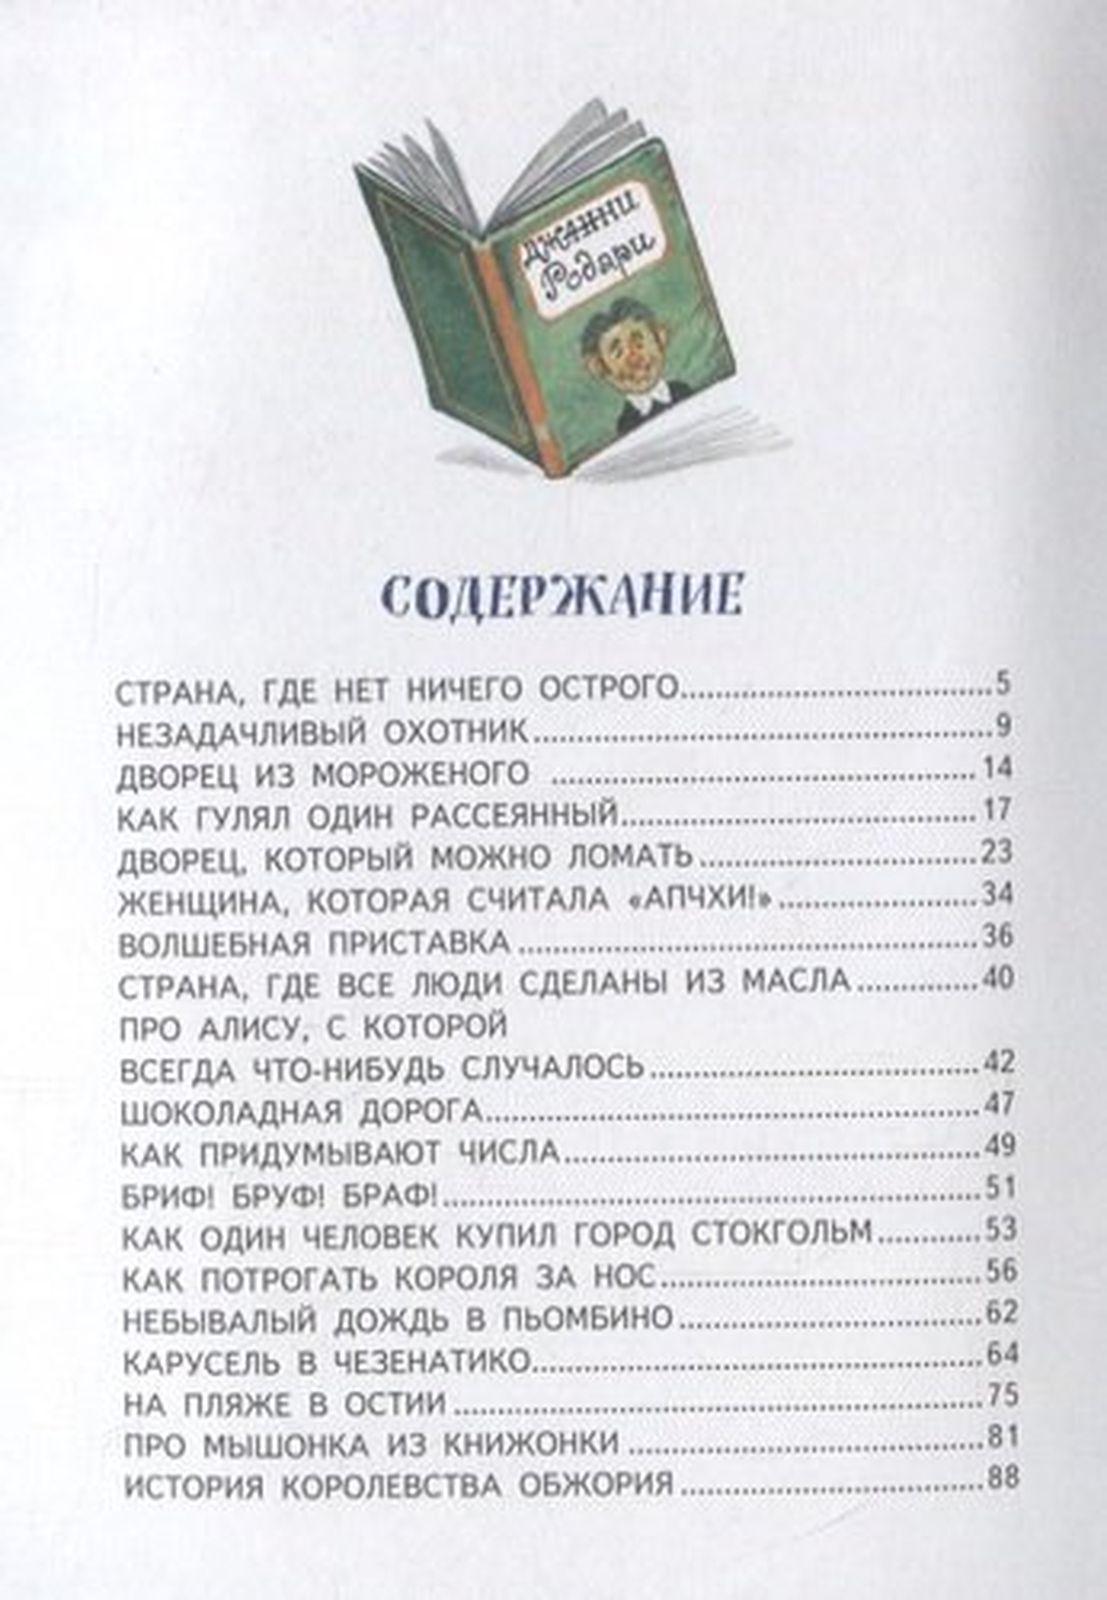 Джанни
Родари
СОДЕРЖАНИЕ
СТРАНА, ГДЕ НЕТ НИЧЕГО ОСТРОГО..............................5
НЕЗАДАЧЛИВЫЙ ОХОТНИК..............................9
ДВОРЕЦ ИЗ МОРОЖЕНОГО ..............................14
КАК ГУЛЯЛ ОДИН РАССЕЯННЫЙ..............................17
ДВОРЕЦ, КОТОРЫЙ МОЖНО ЛОМАТЬ..............................23
ЖЕНЩИНА, КОТОРАЯ СЧИТАЛА «АПЧХИ!»....................34
ВОЛШЕБНАЯ ПРИСТАВКА..............................36
СТРАНА, ГДЕ ВСЕ ЛЮДИ СДЕЛАНЫ ИЗ МАСЛА.............40
ПРО АЛИСУ, С КОТОРОЙ
ВСЕГДА ЧТО-НИБУДЬ СЛУЧАЛОСЬ..............................42
ШОКОЛАДНАЯ ДОРОГА..............................47
КАК ПРИДУМЫВАЮТ ЧИСЛА..............................49
БРИФ! БРУФ! БРАФ!..............................51
КАК ОДИН ЧЕЛОВЕК КУПИЛ ГОРОД СТОКГОЛЬМ...........53
КАК ПОТРОГАТЬ КОРОЛЯ ЗА НОС..............................56
НЕБЫВАЛЫЙ ДОЖДЬ В ПЬОМБИНО..............................62
КАРУСЕЛЬ В ЧЕЗЕНАТИКО..............................64
НА ПЛЯЖЕ В ОСТИИ..............................75
ПРО МЫШОНКА ИЗ КНИЖОНКИ..............................81
ИСТОРИЯ КОРОЛЕВСТВА ОБЖОРИЯ..............................88